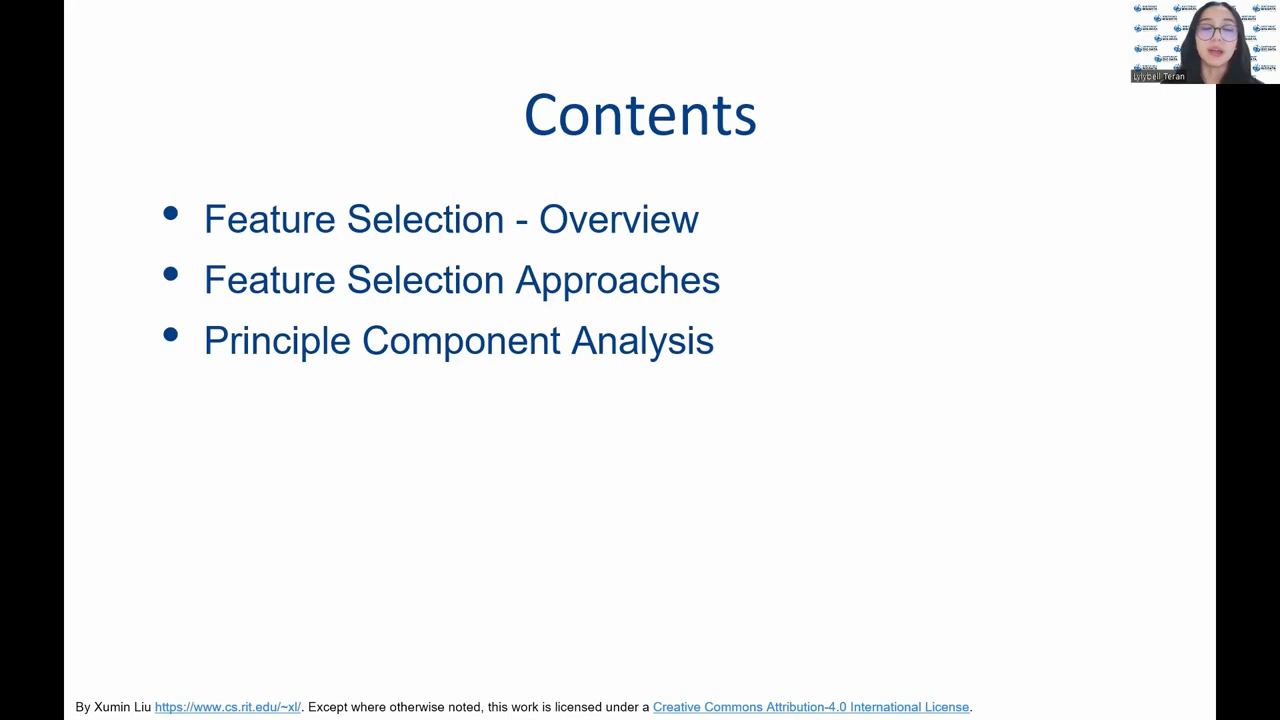 Contents
• Feature Selection - Overview
• Feature Selection Approaches
• Principle Component Analysis
Lylybell Teran
By Xumin Liu https://www.cs.rit.edu/~xl/. Except where otherwise noted, this work is licensed under a Creative Commons Attribution-4.0 International License.